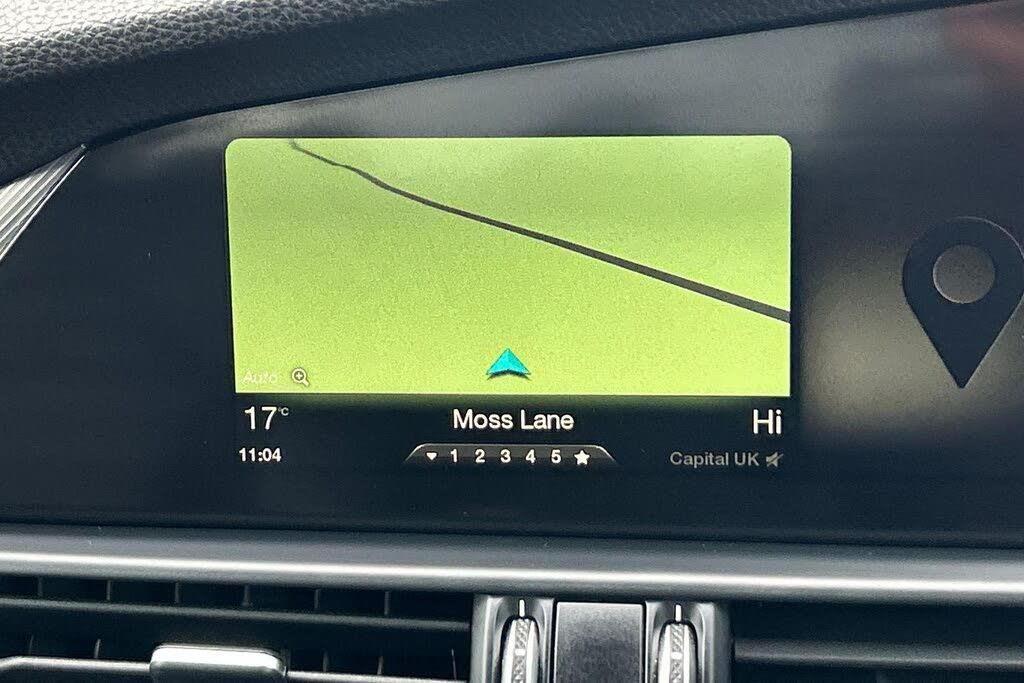 Auto
17°C
Moss Lane
Hi
11:04
1 2 3 4 5
Capital UK